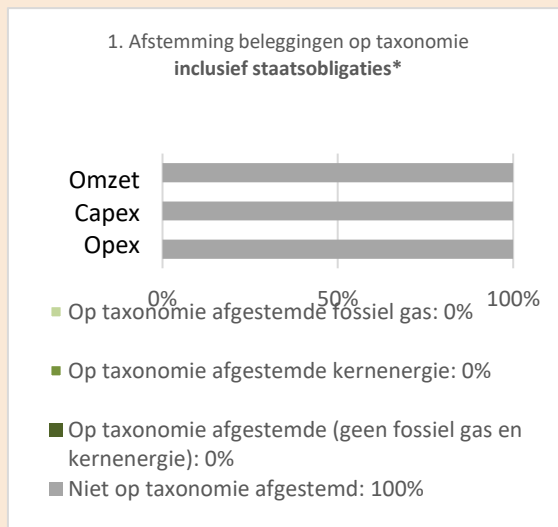 1. Afstemming beleggingen op taxonomie
inclusief staatsobligaties*
Omzet
Capex
Opex
0% 50% 100%
Op taxonomie afgestemde fossiel gas: 0%
Op taxonomie afgestemde kernenergie: 0%
Op taxonomie afgestemde (geen fossiel gas en
kernenergie): 0%
Niet op taxonomie afgestemd: 100%